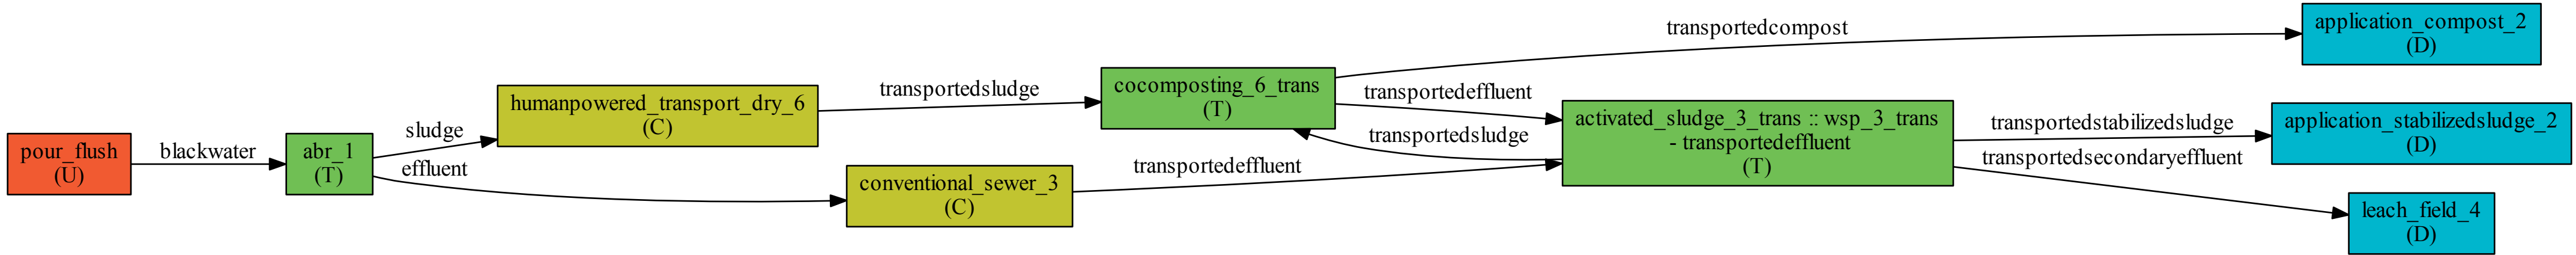 pour_flush
(U)
blackwater
abr_1
(T)
sludge
effluent
humanpowered_transport_dry_6
(C)
conventional_sewer_3
(C)
transportedsludge
transportedeffluent
cocomposting_6_trans
(T)
transportedcompost
transportedeffluent
transportedsludge
activated_sludge_3_trans :: wsp_3_trans
- transportedeffluent
(T)
transportedstabilizedsludge
transportedsecondaryeffluent
application_compost_2
(D)
application_stabilizedsludge_2
(D)
leach_field_4
(D)